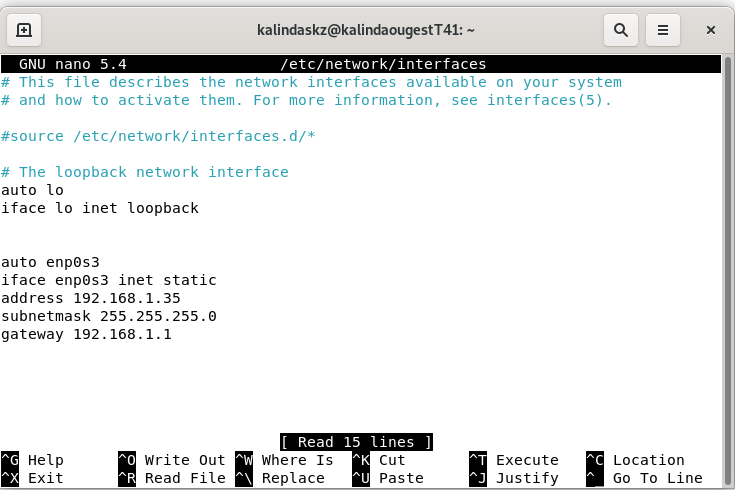 kalindaskz@kalindaougestT41: ~
GNU nano 5.4 /etc/network/interfaces
# This file describes the network interfaces available on your system
# and how to activate them. For more information, see interfaces(5).
#source /etc/network/interfaces.d/*
# The loopback network interface
auto lo
iface lo inet loopback
auto enp0s3
iface enp0s3 inet static
address 192.168.1.35
subnetmask 255.255.255.0
gateway 192.168.1.1
[ Read 15 lines ]
^G Help ^O Write Out ^W Where Is ^K Cut ^T Execute ^C Location
^X Exit ^R Read File ^\ Replace ^U Paste ^J Justify ^_ Go To Line